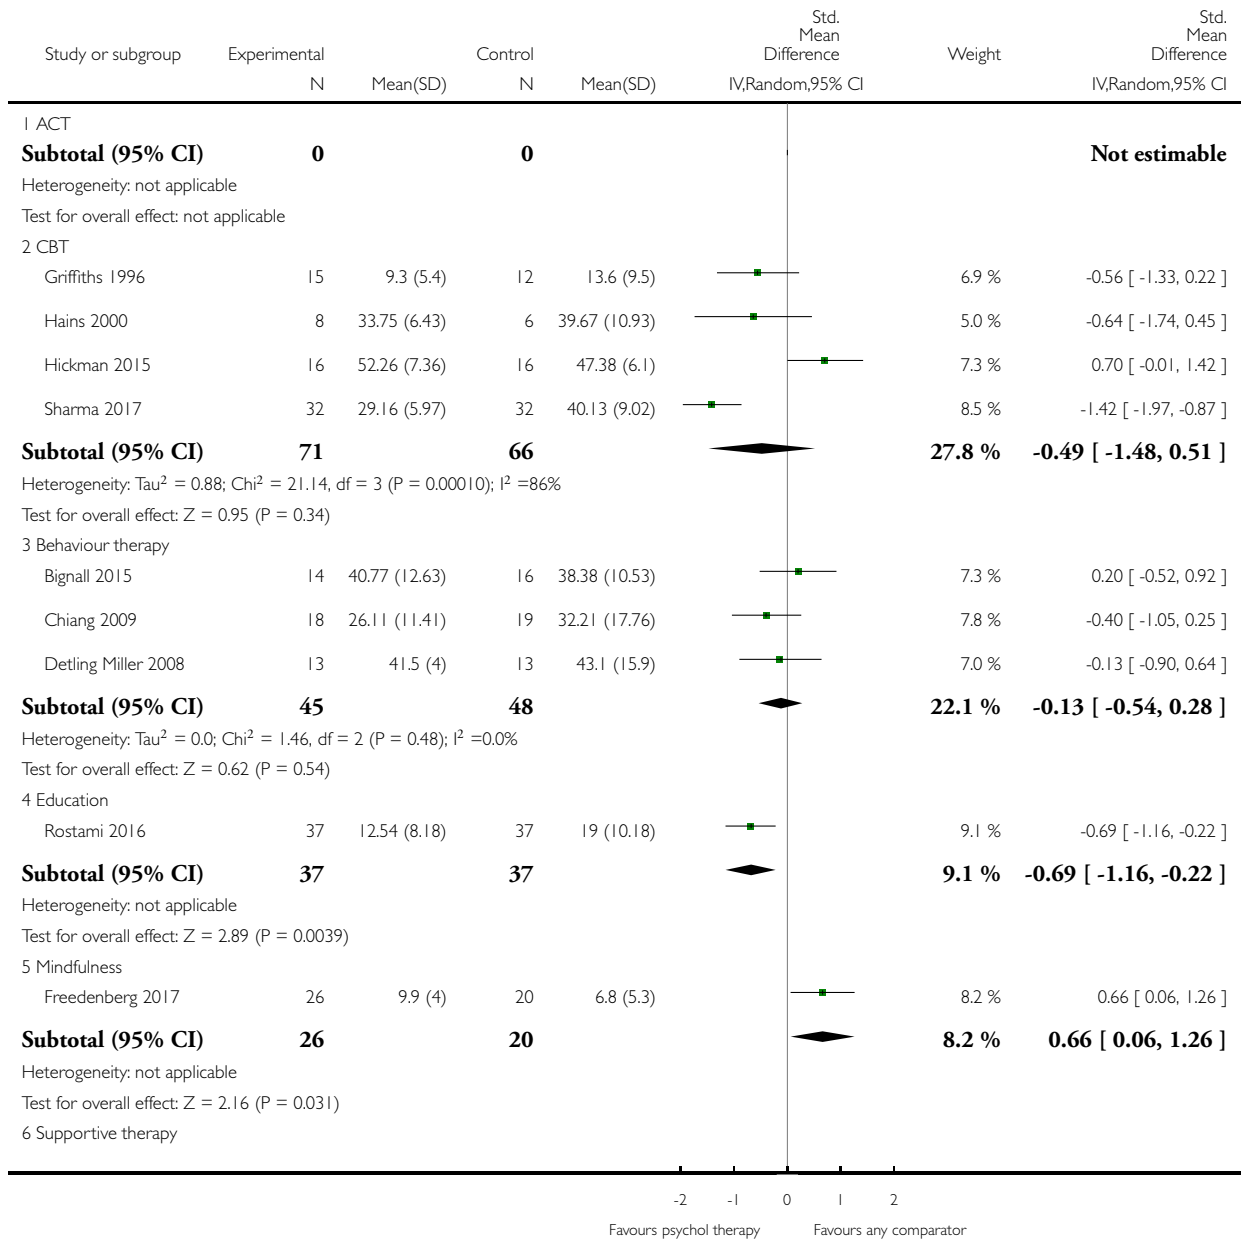 Study or subgroup Experimental Control Std. Mean Difference Weight Std. Mean Difference
N Mean(SD) N Mean(SD) IV,Random,95% CI IV,Random,95% CI
1 ACT
Subtotal (95% CI) 0 0 Not estimable
Heterogeneity: not applicable
Test for overall effect: not applicable
2 CBT
Griffiths 1996 15 9.3 (5.4) 12 13.6 (9.5) 6.9 % -0.56 [ -1.33, 0.22 ]
Hains 2000 8 33.75 (6.43) 6 39.67 (10.93) 5.0 % -0.64 [ -1.74, 0.45 ]
Hickman 2015 16 52.26 (7.36) 16 47.38 (6.1) 7.3 % 0.70 [ -0.01, 1.42 ]
Sharma 2017 32 29.16 (5.97) 32 40.13 (9.02) 8.5 % -1.42 [ -1.97, -0.87 ]
Subtotal (95% CI) 71 66 27.8 % -0.49 [ -1.48, 0.51 ]
Heterogeneity: Tau² = 0.88; Chi² = 21.14, df = 3 (P = 0.00010); I² =86%
Test for overall effect: Z = 0.95 (P = 0.34)
3 Behaviour therapy
Bignall 2015 14 40.77 (12.63) 16 38.38 (10.53) 7.3 % 0.20 [ -0.52, 0.92 ]
Chiang 2009 18 26.11 (11.41) 19 32.21 (17.76) 7.8 % -0.40 [ -1.05, 0.25 ]
Detling Miller 2008 13 41.5 (4) 13 43.1 (15.9) 7.0 % -0.13 [ -0.90, 0.64 ]
Subtotal (95% CI) 45 48 22.1 % -0.13 [ -0.54, 0.28 ]
Heterogeneity: Tau² = 0.0; Chi² = 1.46, df = 2 (P = 0.48); I² =0.0%
Test for overall effect: Z = 0.62 (P = 0.54)
4 Education
Rostami 2016 37 12.54 (8.18) 37 19 (10.18) 9.1 % -0.69 [ -1.16, -0.22 ]
Subtotal (95% CI) 37 37 9.1 % -0.69 [ -1.16, -0.22 ]
Heterogeneity: not applicable
Test for overall effect: Z = 2.89 (P = 0.0039)
5 Mindfulness
Freedenberg 2017 26 9.9 (4) 20 6.8 (5.3) 8.2 % 0.66 [ 0.06, 1.26 ]
Subtotal (95% CI) 26 20 8.2 % 0.66 [ 0.06, 1.26 ]
Heterogeneity: not applicable
Test for overall effect: Z = 2.16 (P = 0.031)
6 Supportive therapy
-2 -1 0 1 2
Favours psychol therapy Favours any comparator